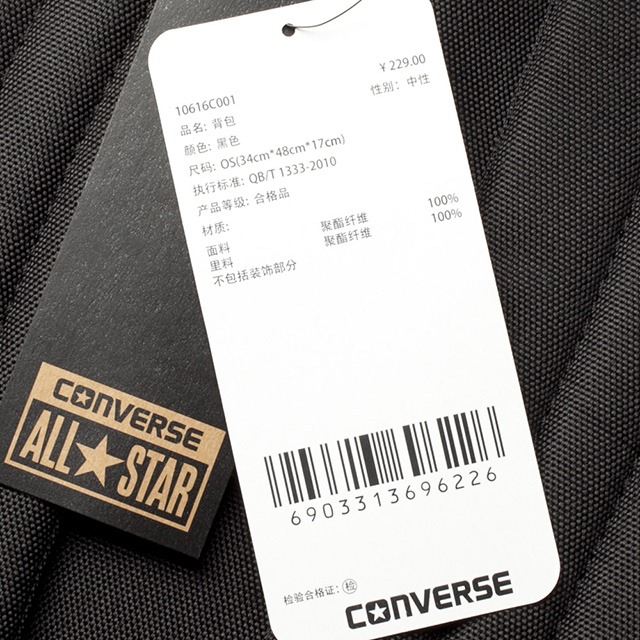 10616C001
¥ 229.00
品名: 背包
性别: 中性
颜色: 黑色
尺码: OS(34cm*48cm*17cm)
执行标准: QB/T 1333-2010
产品等级: 合格品
材质:
面料 聚酯纤维 100%
里料 聚酯纤维 100%
不包括装饰部分
6903313696226
检验合格证: 检
CONVERSE
CONVERSE
ALL STAR